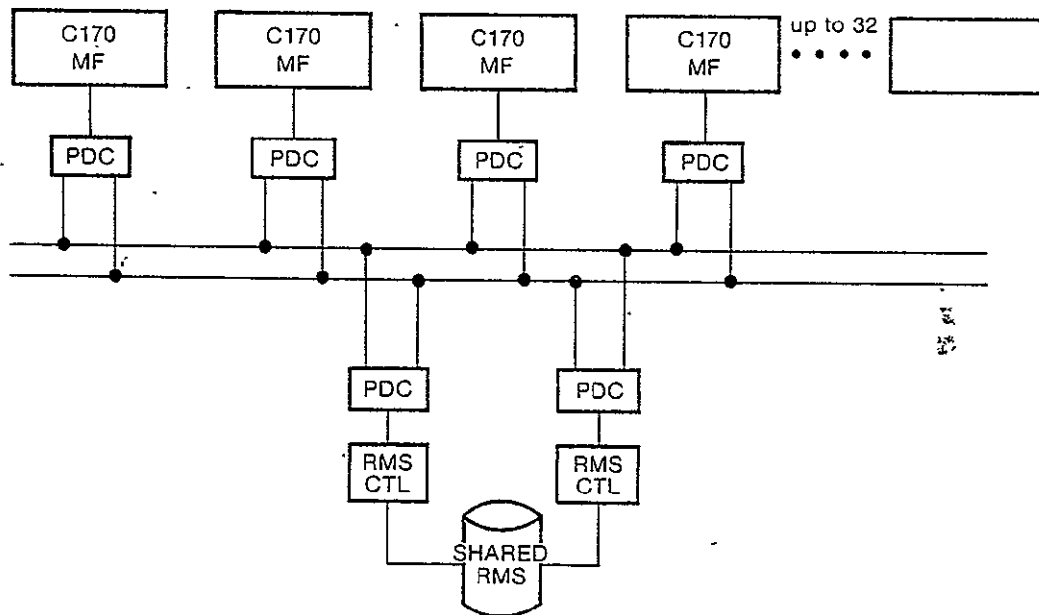 C170
MF
C170
MF
C170
MF
C170
MF
up to 32
PDC
PDC
PDC
PDC
PDC
PDC
RMS
CTL
RMS
CTL
SHARED
RMS